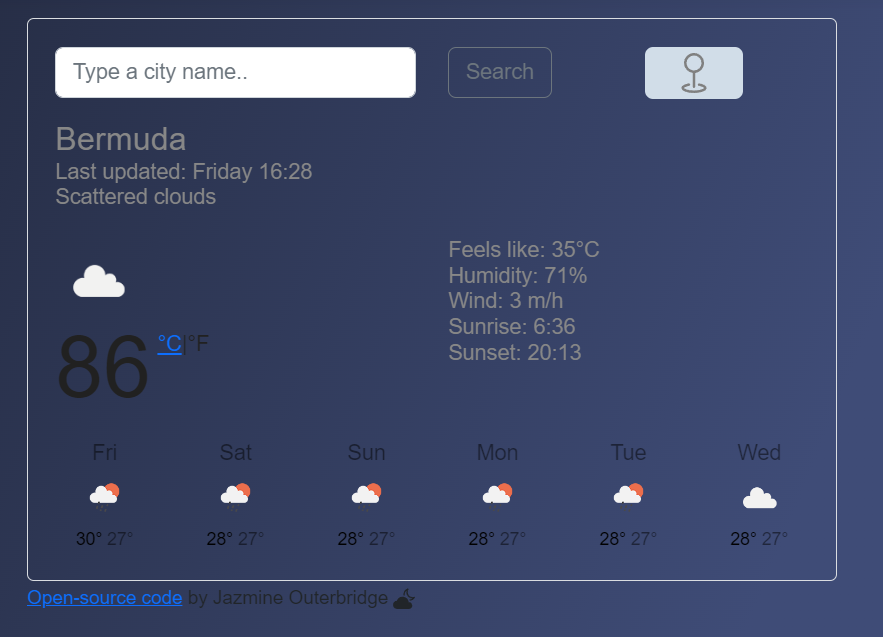 Type a city name..
Search
Bermuda
Last updated: Friday 16:28
Scattered clouds
Feels like: 35°C
Humidity: 71%
Wind: 3 m/h
Sunrise: 6:36
Sunset: 20:13
86 °C|°F
Fri Sat Sun Mon Tue Wed
30° 27° 28° 27° 28° 27° 28° 27° 28° 27° 28° 27°
Open-source code by Jazmine Outerbridge